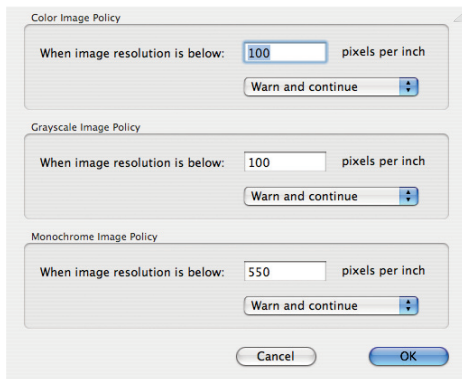 Color Image Policy
When image resolution is below: 100 pixels per inch
Warn and continue
Grayscale Image Policy
When image resolution is below: 100 pixels per inch
Warn and continue
Monochrome Image Policy
When image resolution is below: 550 pixels per inch
Warn and continue
Cancel OK